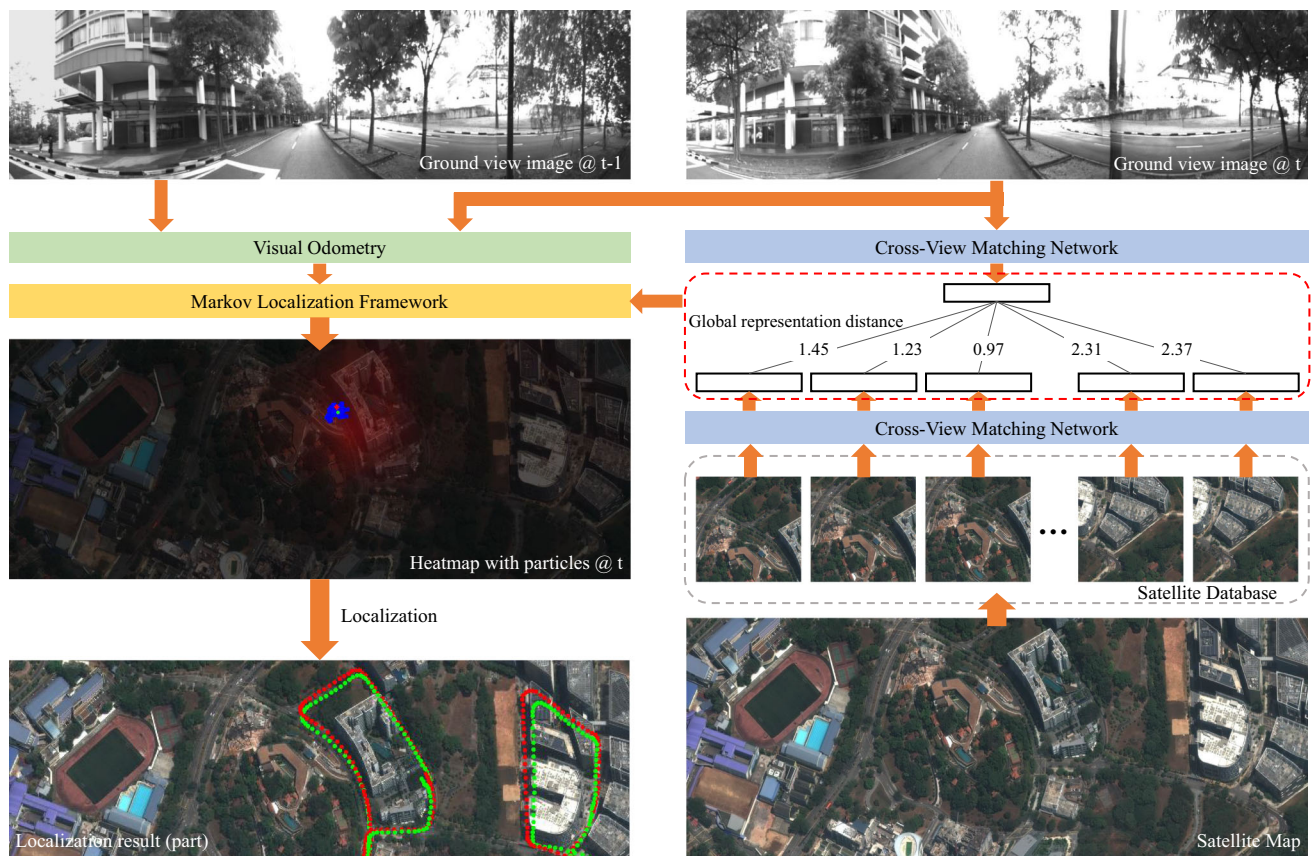 Ground view image @ t-1
Ground view image @ t
Visual Odometry
Cross-View Matching Network
Markov Localization Framework
Global representation distance
1.45
1.23
0.97
2.31
2.37
Cross-View Matching Network
Heatmap with particles @ t
...
Satellite Database
Localization
Localization result (part)
Satellite Map